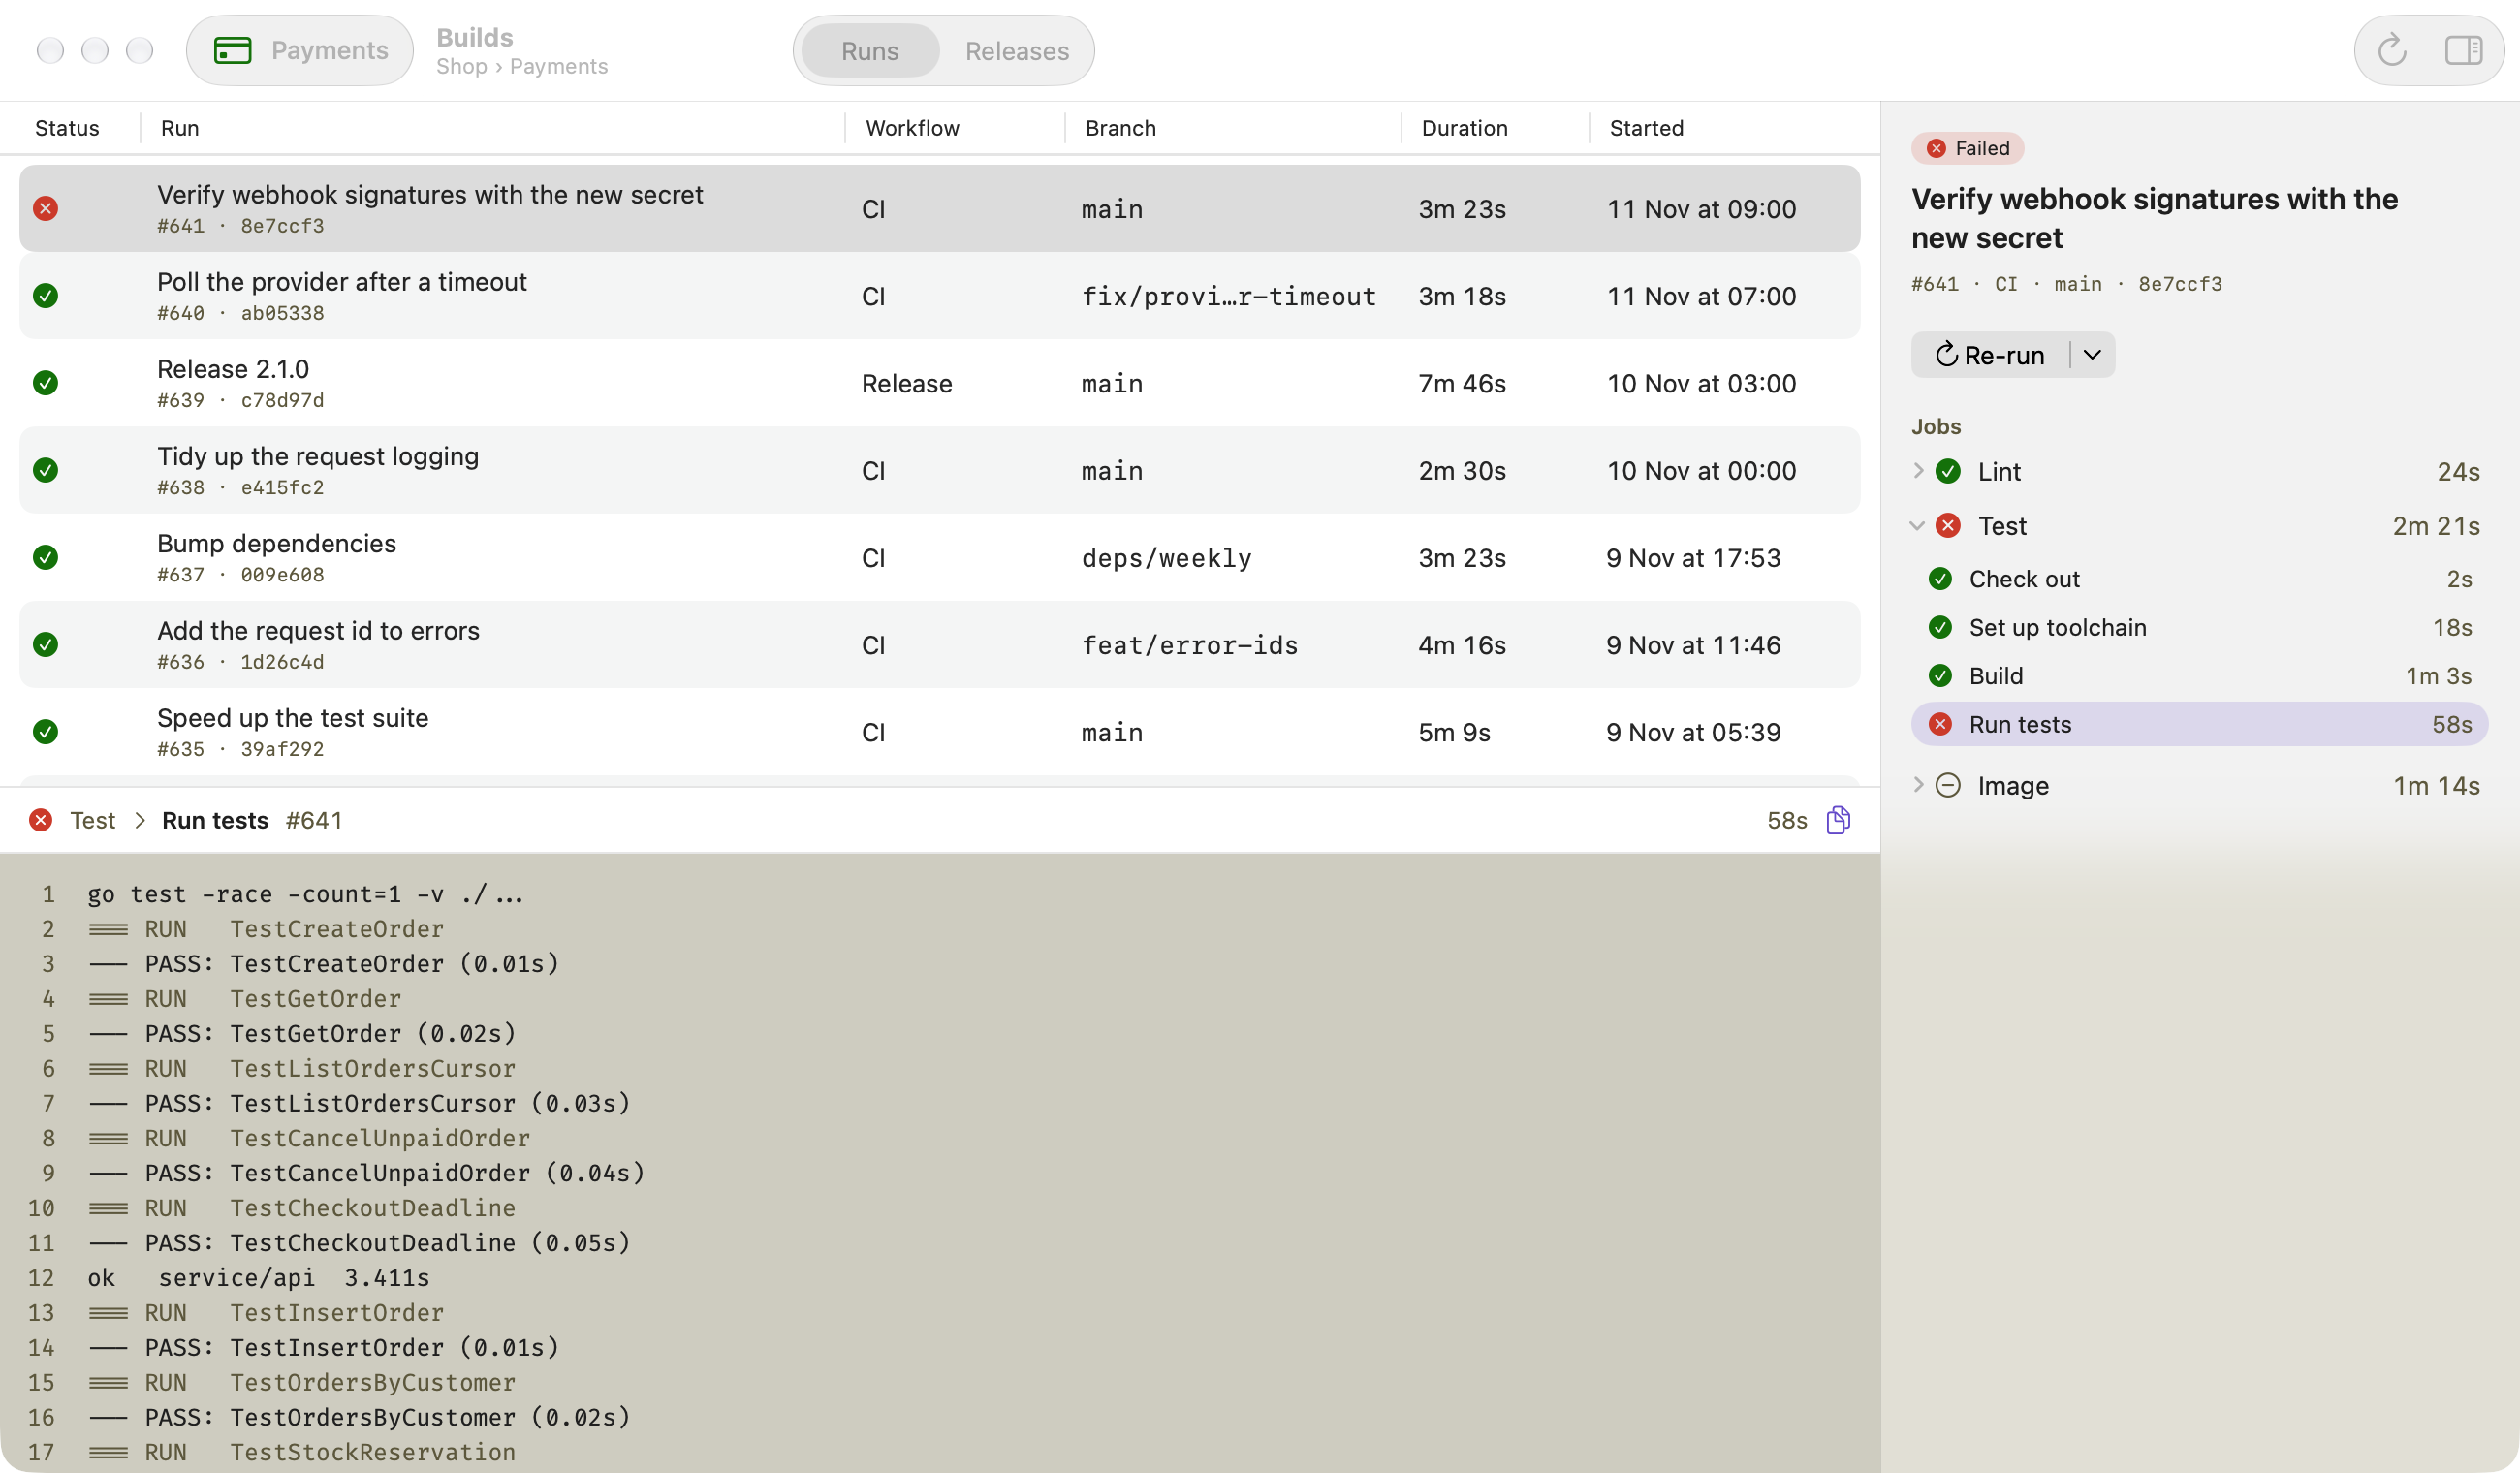 Payments
Builds
Shop › Payments
Runs
Releases
Status
Run
Workflow
Branch
Duration
Started
Verify webhook signatures with the new secret
#641 · 8e7ccf3
CI
main
3m 23s
11 Nov at 09:00
Poll the provider after a timeout
#640 · ab05338
CI
fix/provi…r-timeout
3m 18s
11 Nov at 07:00
Release 2.1.0
#639 · c78d97d
Release
main
7m 46s
10 Nov at 03:00
Tidy up the request logging
#638 · e415fc2
CI
main
2m 30s
10 Nov at 00:00
Bump dependencies
#637 · 009e608
CI
deps/weekly
3m 23s
9 Nov at 17:53
Add the request id to errors
#636 · 1d26c4d
CI
feat/error-ids
4m 16s
9 Nov at 11:46
Speed up the test suite
#635 · 39af292
CI
main
5m 9s
9 Nov at 05:39
Test > Run tests #641
58s
1 go test -race -count=1 -v ./...
2 === RUN TestCreateOrder
3 --- PASS: TestCreateOrder (0.01s)
4 === RUN TestGetOrder
5 --- PASS: TestGetOrder (0.02s)
6 === RUN TestListOrdersCursor
7 --- PASS: TestListOrdersCursor (0.03s)
8 === RUN TestCancelUnpaidOrder
9 --- PASS: TestCancelUnpaidOrder (0.04s)
10 === RUN TestCheckoutDeadline
11 --- PASS: TestCheckoutDeadline (0.05s)
12 ok service/api 3.411s
13 === RUN TestInsertOrder
14 --- PASS: TestInsertOrder (0.01s)
15 === RUN TestOrdersByCustomer
16 --- PASS: TestOrdersByCustomer (0.02s)
17 === RUN TestStockReservation
Failed
Verify webhook signatures with the
new secret
#641 · CI · main · 8e7ccf3
Re-run
Jobs
Lint 24s
Test 2m 21s
Check out 2s
Set up toolchain 18s
Build 1m 3s
Run tests 58s
Image 1m 14s